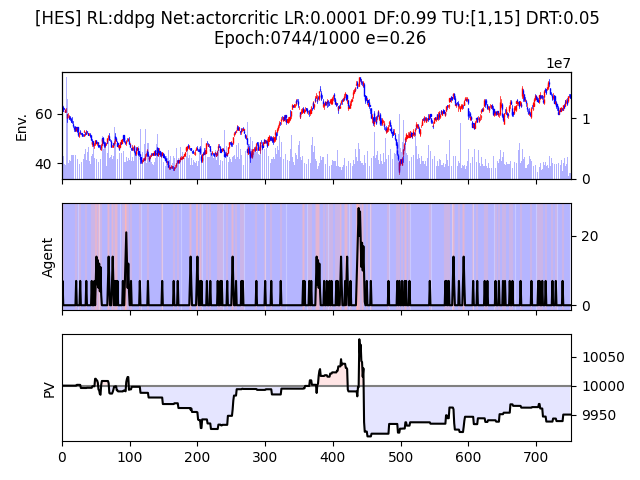 [HES] RL:ddpg Net:actorcritic LR:0.0001 DF:0.99 TU:[1,15] DRT:0.05
Epoch:0744/1000 e=0.26
1e7
Env.
60
40
1
0
Agent
20
0
PV
10050
10000
9950
0 100 200 300 400 500 600 700